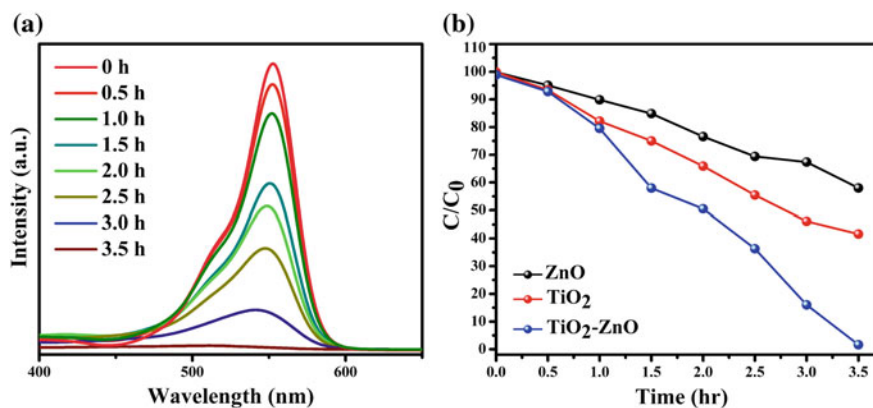 (a)
0 h
0.5 h
1.0 h
1.5 h
2.0 h
2.5 h
3.0 h
3.5 h
Intensity (a.u.)
400
500
600
Wavelength (nm)
(b)
110
100
90
80
70
60
50
40
30
20
10
0
C/C0
ZnO
TiO2
TiO2-ZnO
0.0 0.5 1.0 1.5 2.0 2.5 3.0 3.5
Time (hr)